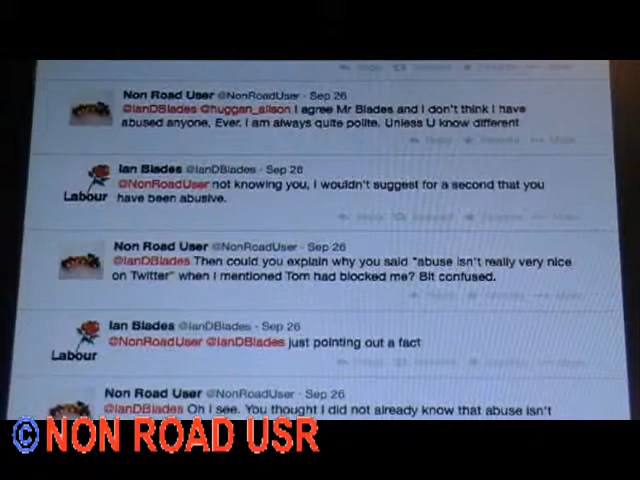 Non Road User @NonRoadUser · Sep 26
@IanDBlades @huggan_alison I agree Mr Blades and I don't think I have
abused anyone, Ever. I am always quite polite. Unless U know different
Ian Blades @IanDBlades · Sep 26
@NonRoadUser not knowing you, I wouldn't suggest for a second that you
have been abusive.
Labour
Non Road User @NonRoadUser · Sep 26
@IanDBlades Then could you explain why you said "abuse isn't really very nice
on Twitter" when I mentioned Tom had blocked me? Bit confused.
Ian Blades @IanDBlades · Sep 26
@NonRoadUser @IanDBlades just pointing out a fact
Labour
Non Road User @NonRoadUser · Sep 26
@IanDBlades Oh I see. You thought I did not already know that abuse isn't
© NON ROAD USR